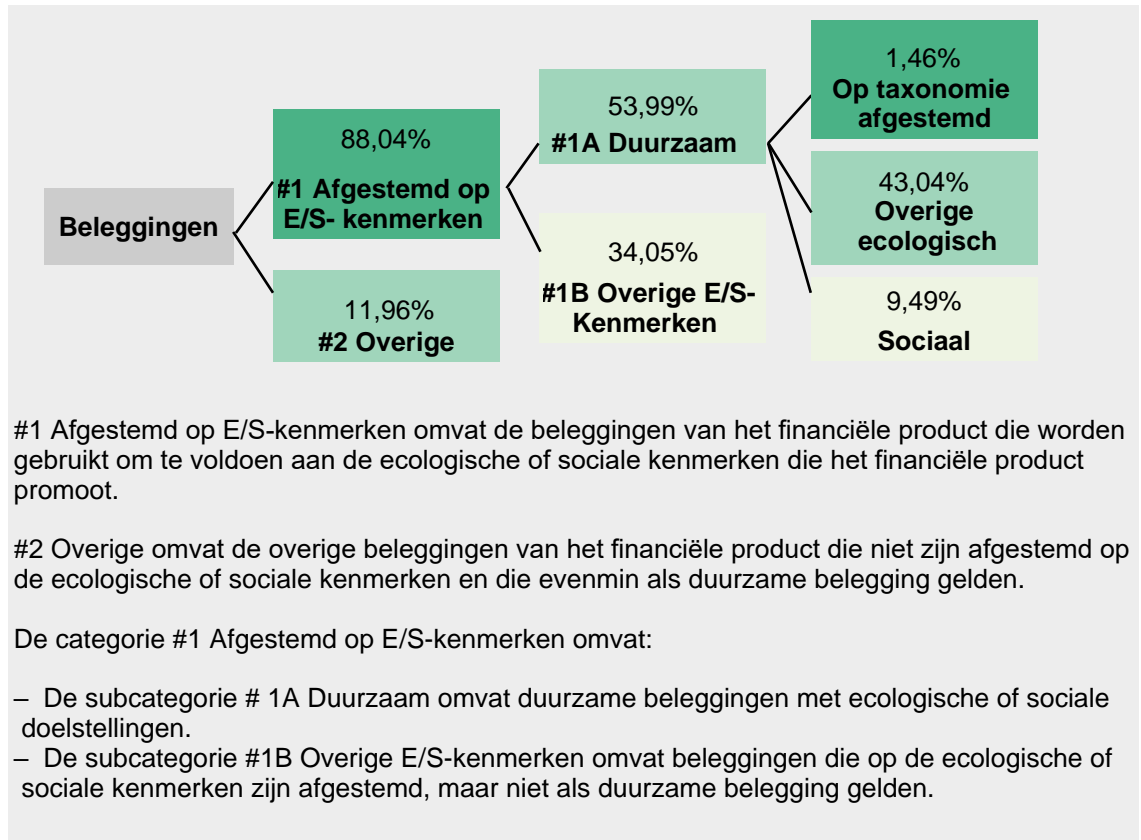 Beleggingen
88,04%
#1 Afgestemd op
E/S- kenmerken
11,96%
#2 Overige
53,99%
#1A Duurzaam
34,05%
#1B Overige E/S-
Kenmerken
1,46%
Op taxonomie
afgestemd
43,04%
Overige
ecologisch
9,49%
Sociaal
#1 Afgestemd op E/S-kenmerken omvat de beleggingen van het financiële product die worden
gebruikt om te voldoen aan de ecologische of sociale kenmerken die het financiële product
promoot.
#2 Overige omvat de overige beleggingen van het financiële product die niet zijn afgestemd op
de ecologische of sociale kenmerken en die evenmin als duurzame belegging gelden.
De categorie #1 Afgestemd op E/S-kenmerken omvat:
– De subcategorie # 1A Duurzaam omvat duurzame beleggingen met ecologische of sociale
doelstellingen.
– De subcategorie #1B Overige E/S-kenmerken omvat beleggingen die op de ecologische of
sociale kenmerken zijn afgestemd, maar niet als duurzame belegging gelden.